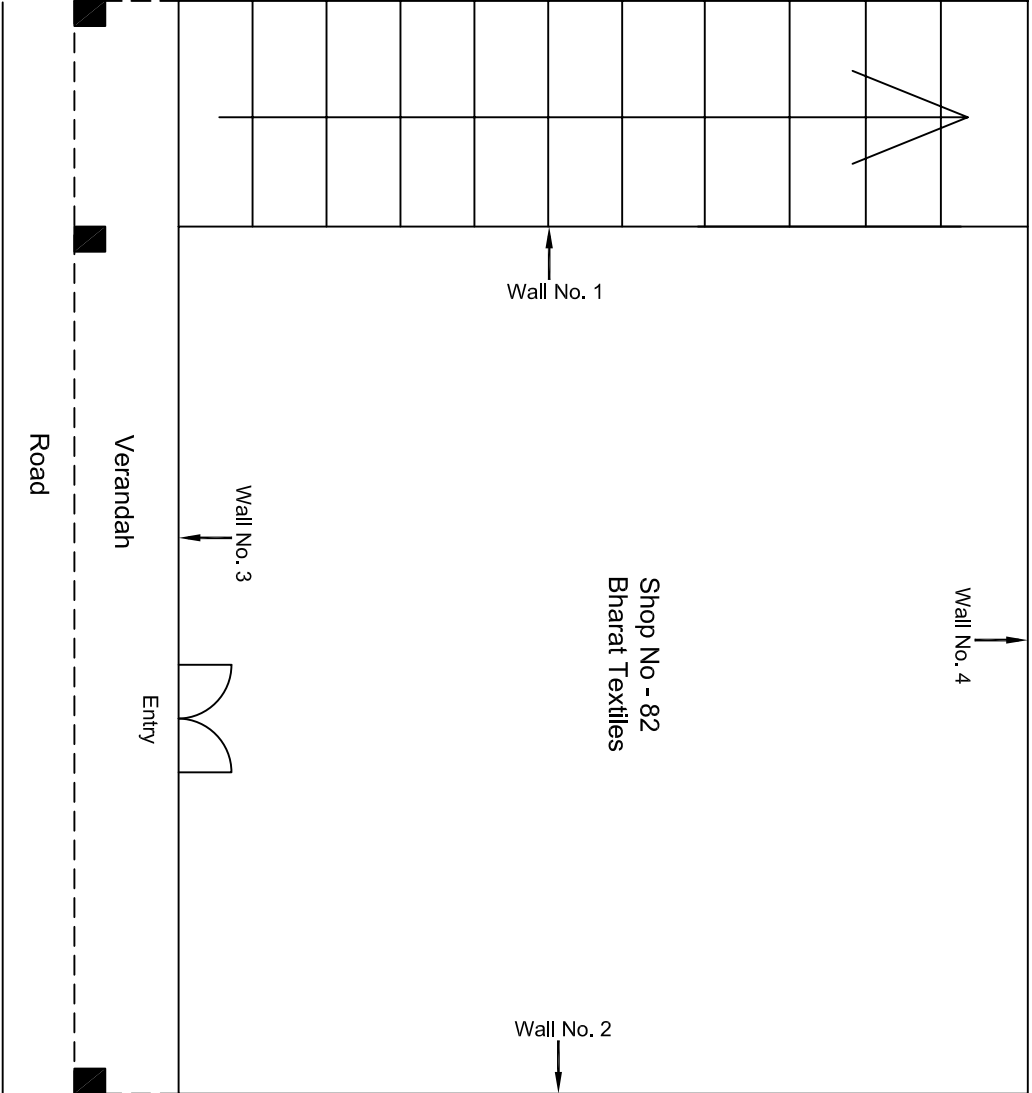 Wall No. 1
Road
Verandah
Wall No. 3
Shop No - 82
Bharat Textiles
Wall No. 4
Entry
Wall No. 2